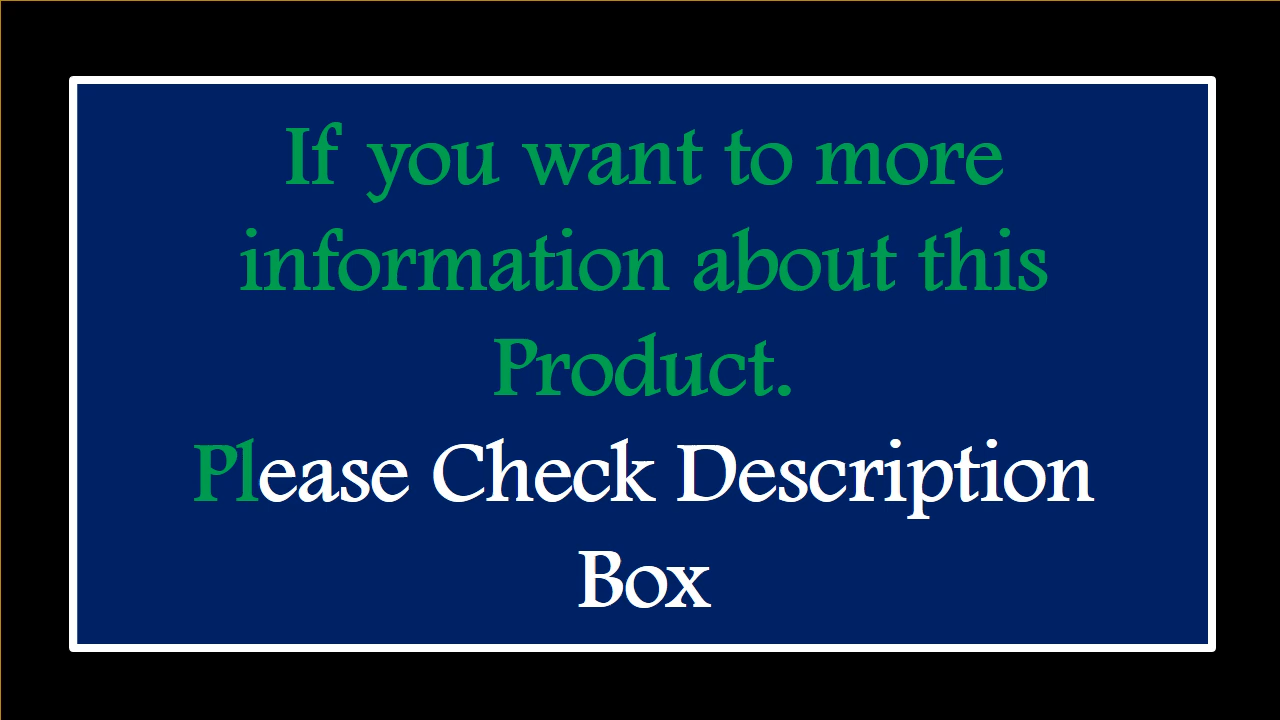 If you want to more
information about this
Product.
Please Check Description
Box